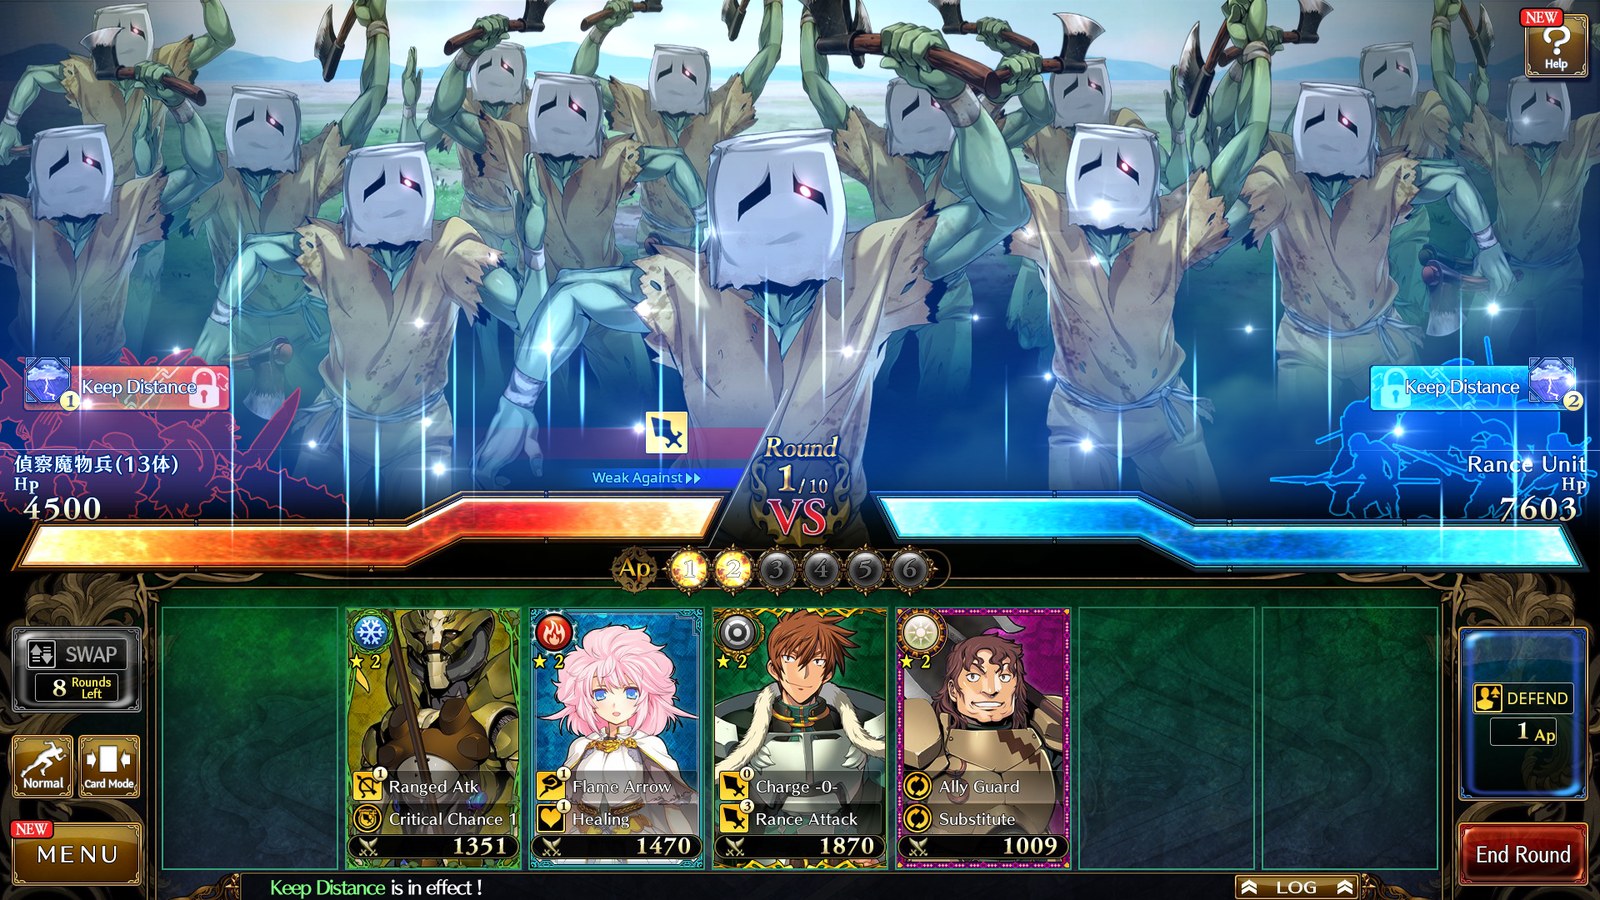 NEW
Help
1
Keep Distance
Keep Distance
2
偵察魔物兵(13体)
Hp
4500
Weak Against
Round
1/10
VS
Rance Unit
Hp
7603
Ap 1 2 3 4 5 6
SWAP
8 Rounds Left
Normal
Card Mode
NEW
MENU
★2
1 Ranged Atk
Critical Chance 1
1351
★2
1 Flame Arrow
1 Healing
1470
★2
0 Charge -0-
3 Rance Attack
1870
★2
Ally Guard
Substitute
1009
DEFEND
1 Ap
End Round
Keep Distance is in effect !
LOG